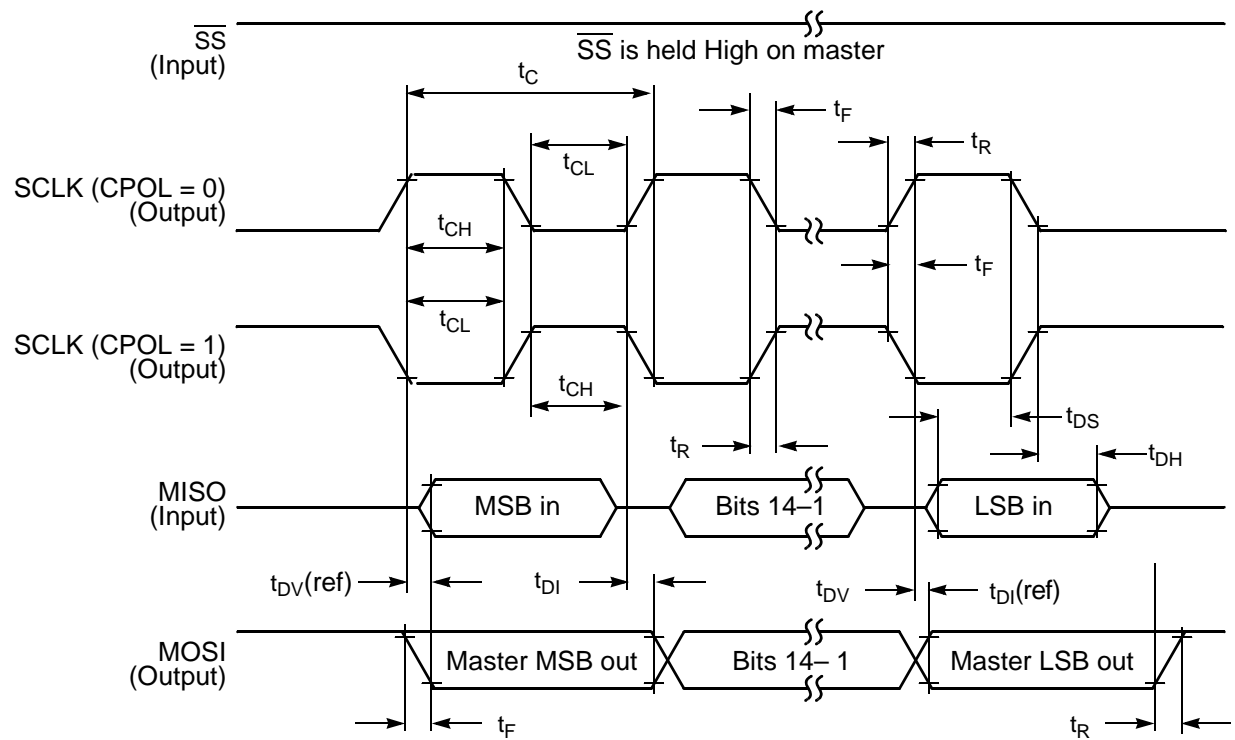 SS
(Input)
SS is held High on master
tC
tF
tR
tCL
SCLK (CPOL = 0)
(Output)
tCH
tF
tCL
SCLK (CPOL = 1)
(Output)
tCH
tDS
tR
tDH
MISO
(Input)
MSB in
Bits 14–1
LSB in
tDV(ref)
tDI
tDV
tDI(ref)
MOSI
(Output)
Master MSB out
Bits 14– 1
Master LSB out
tF
tR